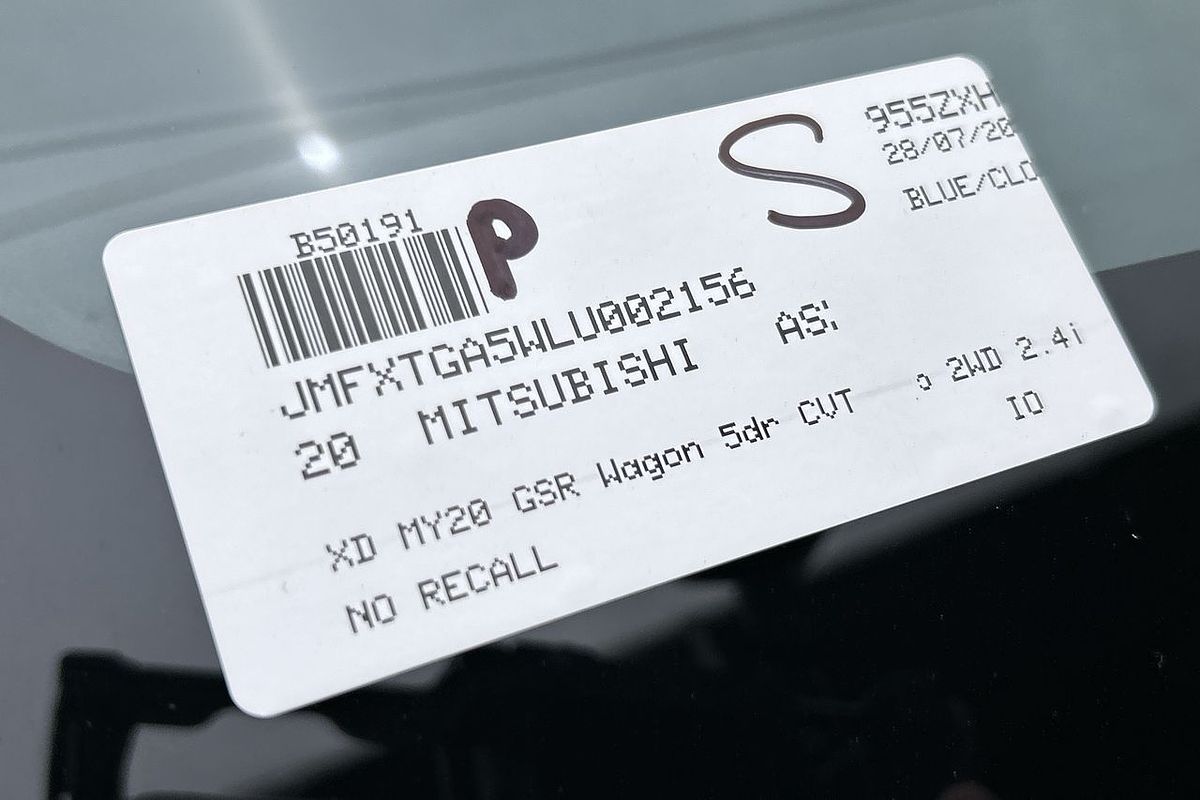 B50191 P S 955ZXH
28/07/20
BLUE/CLO
JMFXTGA5WLU002156
20 MITSUBISHI AS
XD MY20 GSR Wagon 5dr CVT 2WD 2.4i
NO RECALL IO